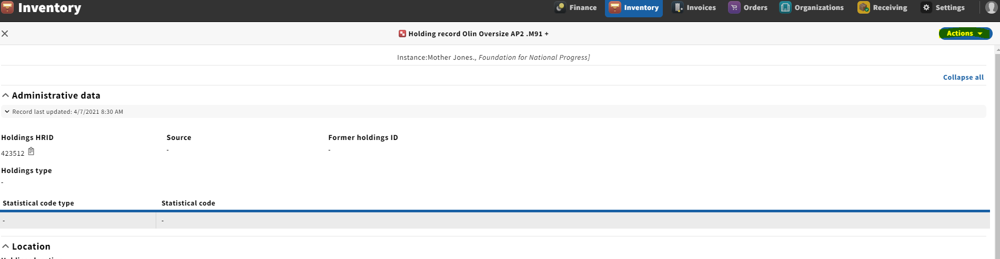 Inventory
Finance Inventory Invoices Orders Organizations Receiving Settings
Holding record Olin Oversize AP2 .M91 +
Actions
Instance:Mother Jones., Foundation for National Progress]
Collapse all
Administrative data
Record last updated: 4/7/2021 8:30 AM
Holdings HRID Source Former holdings ID
423512 - -
Holdings type
-
Statistical code type Statistical code
- -
Location